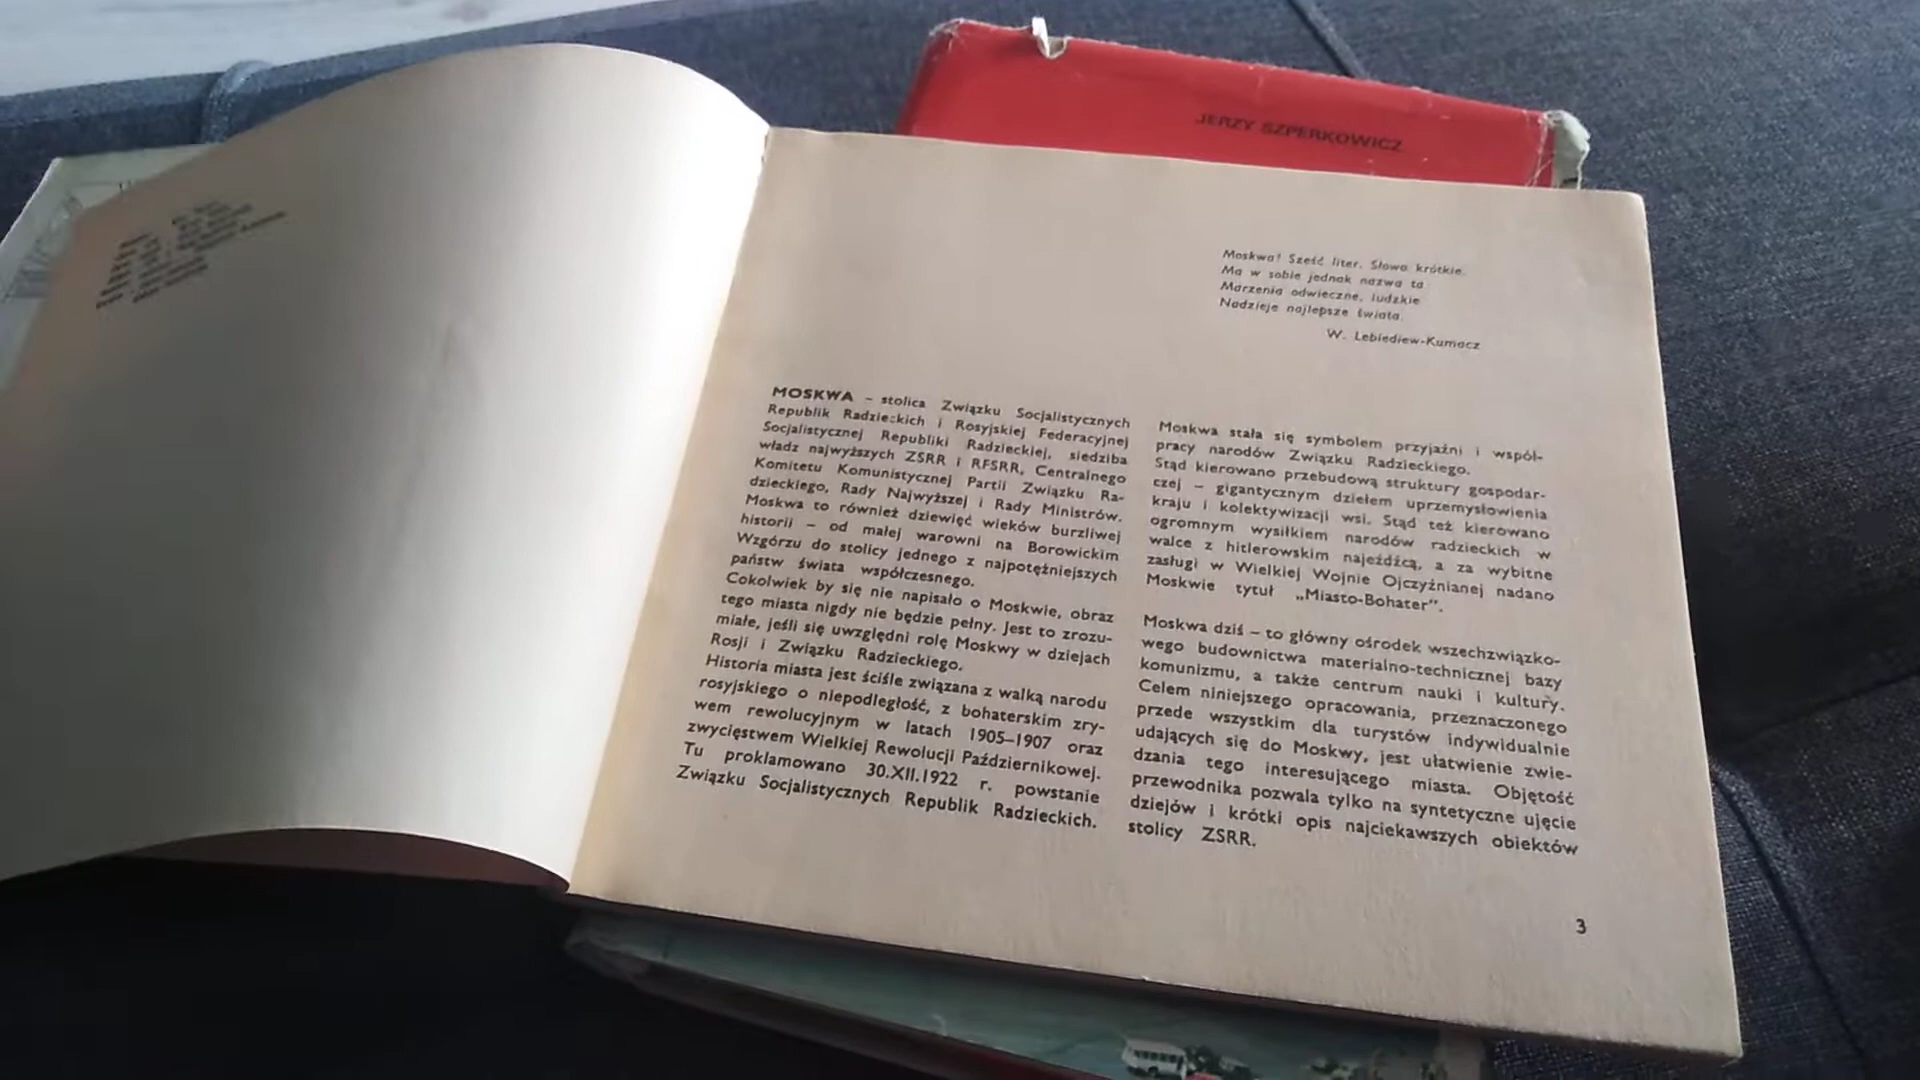 JERZY SZPERKOWICZ
Moskwa! Sześć liter. Słowo krótkie.
Ma w sobie jednak nazwa ta
Marzenia odwieczne, ludzkie
Nadzieje najlepsze świata.
W. Lebiediew-Kumacz
MOSKWA – stolica Związku Socjalistycznych
Republik Radzieckich i Rosyjskiej Federacyjnej
Socjalistycznej Republiki Radzieckiej, siedziba
władz najwyższych ZSRR i RFSRR, Centralnego
Komitetu Komunistycznej Partii Związku Ra-
dzieckiego, Rady Najwyższej i Rady Ministrów.
Moskwa to również dziewięć wieków burzliwej
historii – od małej warowni na Borowickim
Wzgórzu do stolicy jednego z najpotężniejszych
państw świata współczesnego.
Cokolwiek by się nie napisało o Moskwie, obraz
tego miasta nigdy nie będzie pełny. Jest to zrozu-
miałe, jeśli się uwzględni rolę Moskwy w dziejach
Rosji i Związku Radzieckiego.
Historia miasta jest ściśle związana z walką narodu
rosyjskiego o niepodległość, z bohaterskim zry-
wem rewolucyjnym w latach 1905–1907 oraz
zwycięstwem Wielkiej Rewolucji Październikowej.
Tu proklamowano 30.XII.1922 r. powstanie
Związku Socjalistycznych Republik Radzieckich.
Moskwa stała się symbolem przyjaźni i współ-
pracy narodów Związku Radzieckiego.
Stąd kierowano przebudową struktury gospodar-
czej – gigantycznym dziełem uprzemysłowienia
kraju i kolektywizacji wsi. Stąd też kierowano
ogromnym wysiłkiem narodów radzieckich w
walce z hitlerowskim najeźdźcą, a za wybitne
zasługi w Wielkiej Wojnie Ojczyźnianej nadano
Moskwie tytuł „Miasto-Bohater”.
Moskwa dziś – to główny ośrodek wszechzwiązko-
wego budownictwa materialno-technicznej bazy
komunizmu, a także centrum nauki i kultury.
Celem niniejszego opracowania, przeznaczonego
przede wszystkim dla turystów indywidualnie
udających się do Moskwy, jest ułatwienie zwie-
dzania tego interesującego miasta. Objętość
przewodnika pozwala tylko na syntetyczne ujęcie
dziejów i krótki opis najciekawszych obiektów
stolicy ZSRR.
3